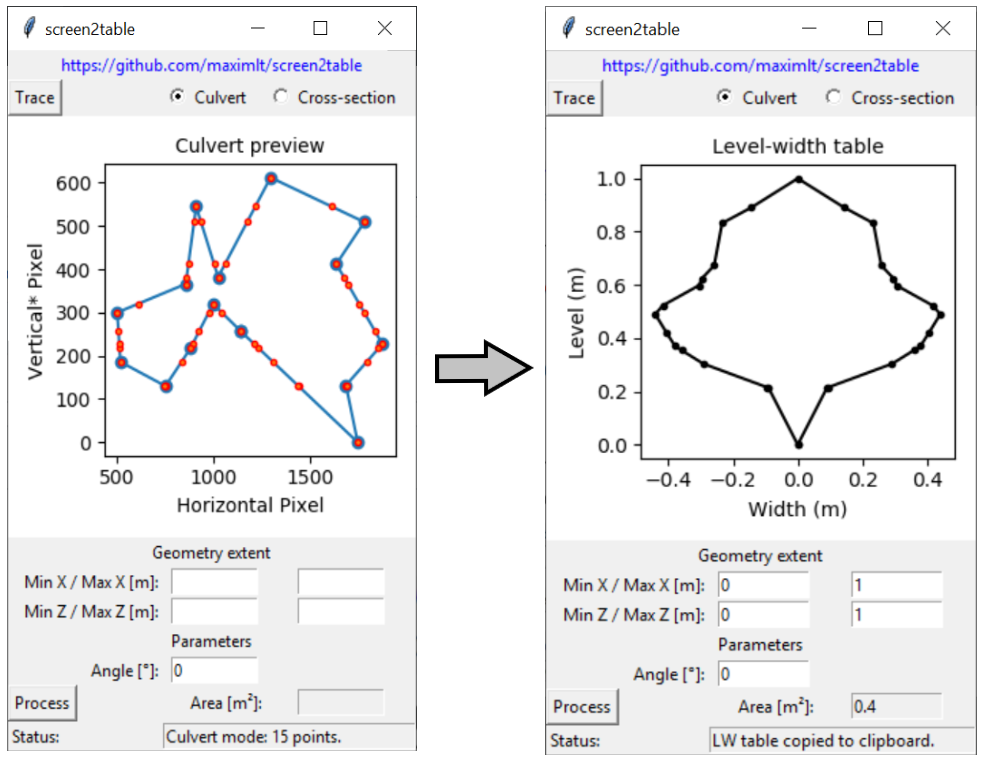 screen2table
https://github.com/maximlt/screen2table
Trace
Culvert
Cross-section
Culvert preview
600
500
400
300
200
100
0
Vertical* Pixel
500
1000
1500
Horizontal Pixel
Geometry extent
Min X / Max X [m]:
Min Z / Max Z [m]:
Parameters
Angle [°]: 0
Process
Area [m²]:
Status: Culvert mode: 15 points.
screen2table
https://github.com/maximlt/screen2table
Trace
Culvert
Cross-section
Level-width table
1.0
0.8
0.6
0.4
0.2
0.0
Level (m)
−0.4
−0.2
0.0
0.2
0.4
Width (m)
Geometry extent
Min X / Max X [m]: 0 1
Min Z / Max Z [m]: 0 1
Parameters
Angle [°]: 0
Process
Area [m²]: 0.4
Status: LW table copied to clipboard.